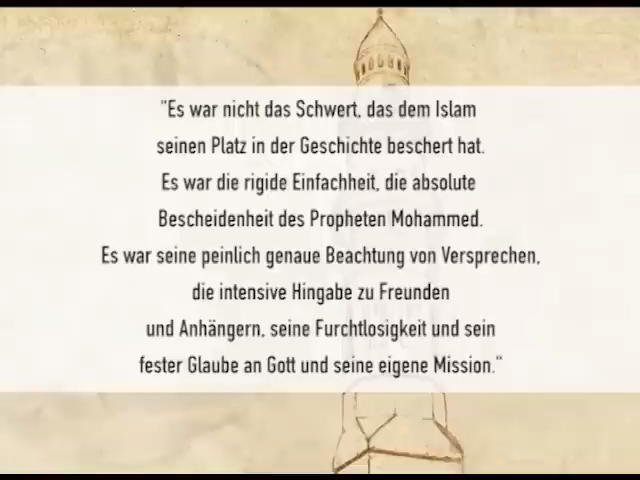 "Es war nicht das Schwert, das dem Islam
seinen Platz in der Geschichte beschert hat.
Es war die rigide Einfachheit, die absolute
Bescheidenheit des Propheten Mohammed.
Es war seine peinlich genaue Beachtung von Versprechen,
die intensive Hingabe zu Freunden
und Anhängern, seine Furchtlosigkeit und sein
fester Glaube an Gott und seine eigene Mission."